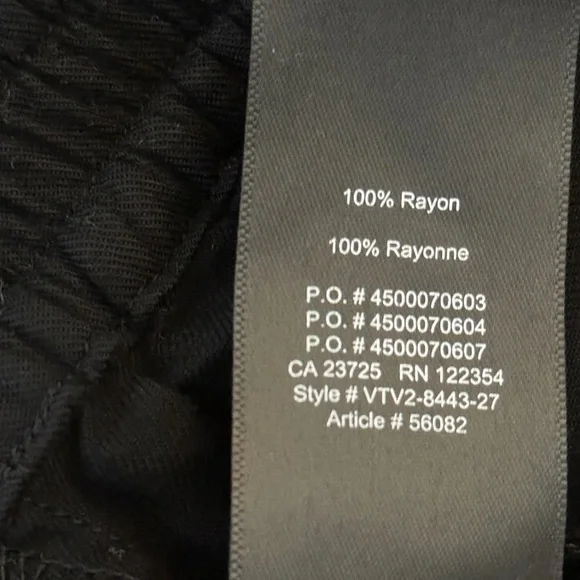 100% Rayon
100% Rayonne
P.O. # 4500070603
P.O. # 4500070604
P.O. # 4500070607
CA 23725 RN 122354
Style # VTV2-8443-27
Article # 56082